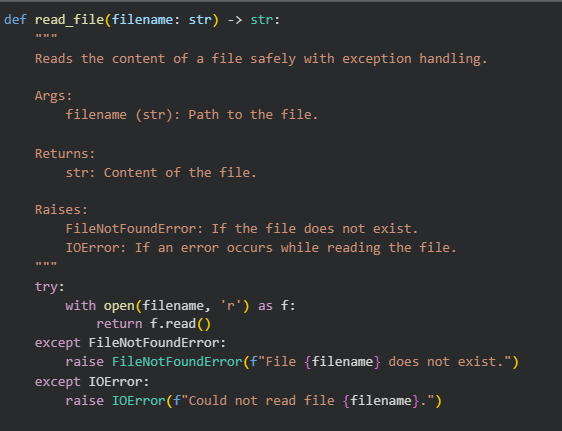 def read_file(filename: str) -> str:
    """
    Reads the content of a file safely with exception handling.

    Args:
        filename (str): Path to the file.

    Returns:
        str: Content of the file.

    Raises:
        FileNotFoundError: If the file does not exist.
        IOError: If an error occurs while reading the file.
    """
    try:
        with open(filename, 'r') as f:
            return f.read()
    except FileNotFoundError:
        raise FileNotFoundError(f"File {filename} does not exist.")
    except IOError:
        raise IOError(f"Could not read file {filename}.")